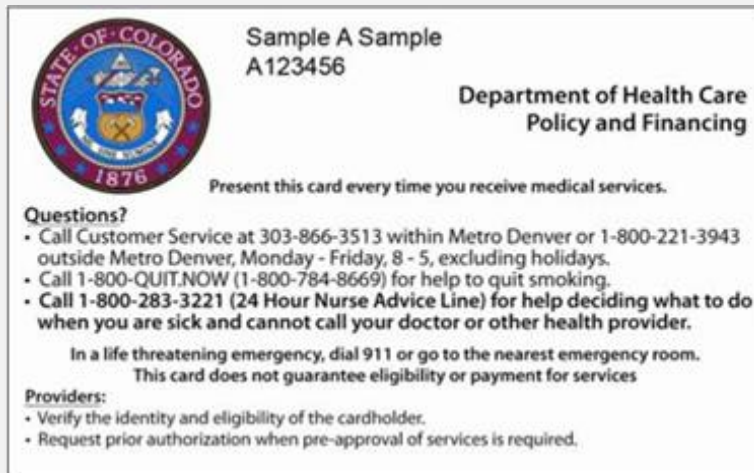 STATE·OF·COLORADO
NIL SINE NUMINE
1876
Sample A Sample
A123456
Department of Health Care
Policy and Financing
Present this card every time you receive medical services.
Questions?
• Call Customer Service at 303-866-3513 within Metro Denver or 1-800-221-3943
outside Metro Denver, Monday - Friday, 8 - 5, excluding holidays.
• Call 1-800-QUIT.NOW (1-800-784-8669) for help to quit smoking.
• Call 1-800-283-3221 (24 Hour Nurse Advice Line) for help deciding what to do
when you are sick and cannot call your doctor or other health provider.
In a life threatening emergency, dial 911 or go to the nearest emergency room.
This card does not guarantee eligibility or payment for services
Providers:
• Verify the identity and eligibility of the cardholder.
• Request prior authorization when pre-approval of services is required.